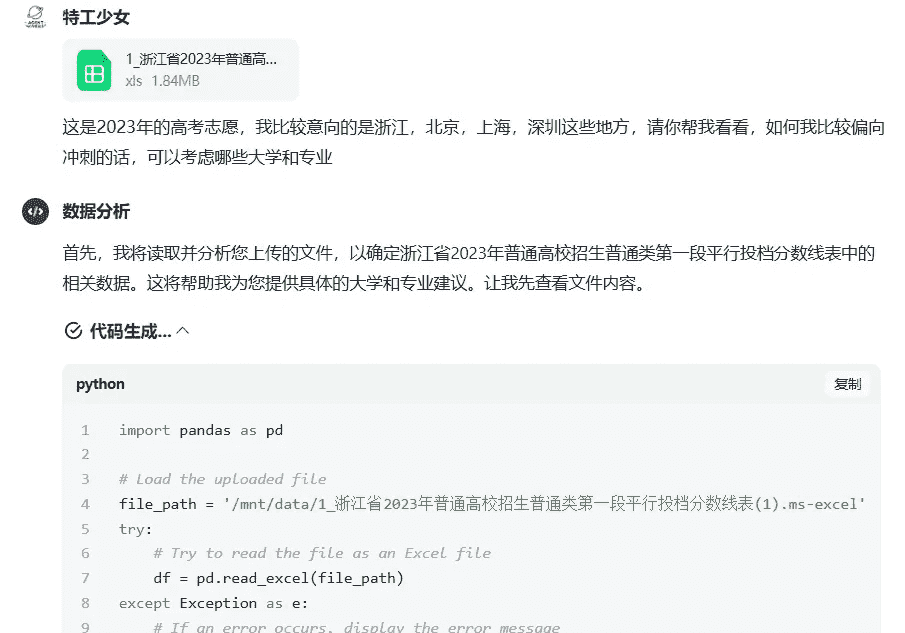 特工少女
1_浙江省2023年普通高...
xls 1.84MB
这是2023年的高考志愿，我比较意向的是浙江，北京，上海，深圳这些地方，请你帮我看看，如何我比较偏向
冲刺的话，可以考虑哪些大学和专业
数据分析
首先，我将读取并分析您上传的文件，以确定浙江省2023年普通高校招生普通类第一段平行投档分数线表中的
相关数据。这将帮助我为您提供具体的大学和专业建议。让我先查看文件内容。
代码生成...
python 复制
1 import pandas as pd
2
3 # Load the uploaded file
4 file_path = '/mnt/data/1_浙江省2023年普通高校招生普通类第一段平行投档分数线表(1).ms-excel'
5 try:
6 # Try to read the file as an Excel file
7 df = pd.read_excel(file_path)
8 except Exception as e:
9 # If an error occurs, display the error message